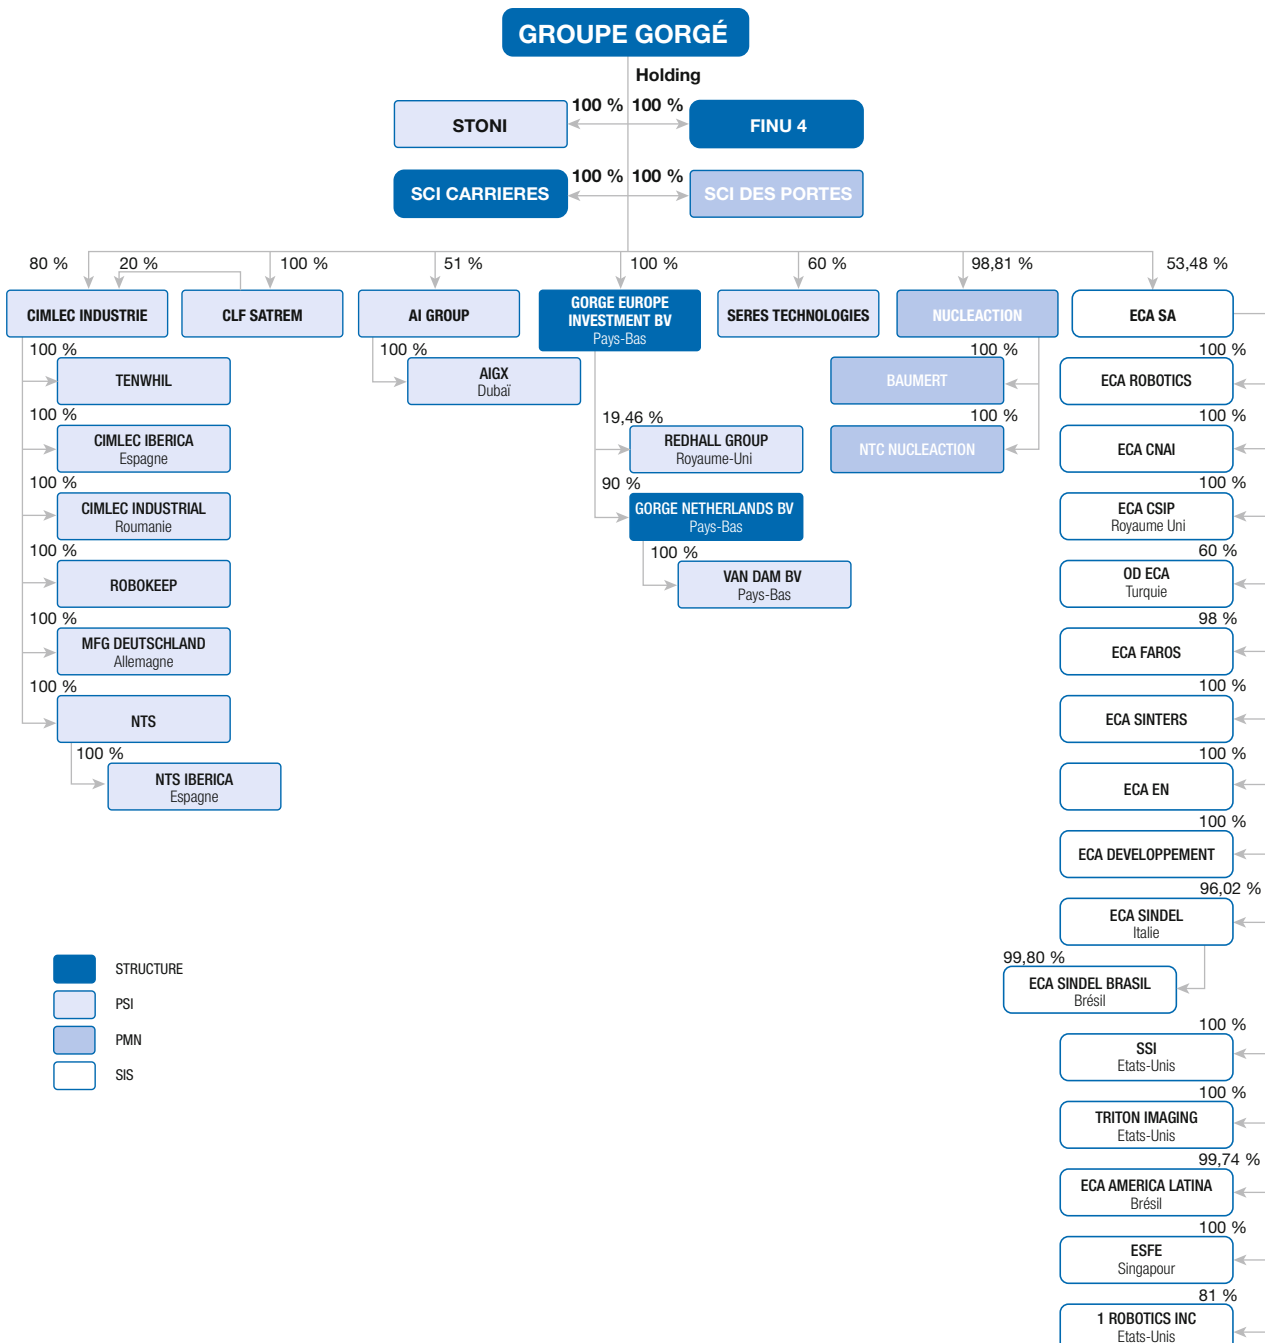 GROUPE GORGÉ
Holding
100 % 100 %
STONI
FINU 4
100 % 100 %
SCI CARRIERES
SCI DES PORTES
80 %
20 %
100 %
51 %
100 %
60 %
98,81 %
53,48 %
CIMLEC INDUSTRIE
CLF SATREM
AI GROUP
GORGE EUROPE
INVESTMENT BV
Pays-Bas
SERES TECHNOLOGIES
NUCLEACTION
ECA SA
100 %
TENWHIL
100 %
CIMLEC IBERICA
Espagne
100 %
CIMLEC INDUSTRIAL
Roumanie
100 %
ROBOKEEP
100 %
MFG DEUTSCHLAND
Allemagne
100 %
NTS
100 %
NTS IBERICA
Espagne
100 %
AIGX
Dubaï
19,46 %
REDHALL GROUP
Royaume-Uni
90 %
GORGE NETHERLANDS BV
Pays-Bas
100 %
VAN DAM BV
Pays-Bas
100 %
BAUMERT
100 %
NTC NUCLEACTION
100 %
ECA ROBOTICS
100 %
ECA CNAI
100 %
ECA CSIP
Royaume Uni
60 %
OD ECA
Turquie
98 %
ECA FAROS
100 %
ECA SINTERS
100 %
ECA EN
100 %
ECA DEVELOPPEMENT
96,02 %
ECA SINDEL
Italie
99,80 %
ECA SINDEL BRASIL
Brésil
100 %
SSI
Etats-Unis
100 %
TRITON IMAGING
Etats-Unis
99,74 %
ECA AMERICA LATINA
Brésil
100 %
ESFE
Singapour
81 %
1 ROBOTICS INC
Etats-Unis
STRUCTURE
PSI
PMN
SIS